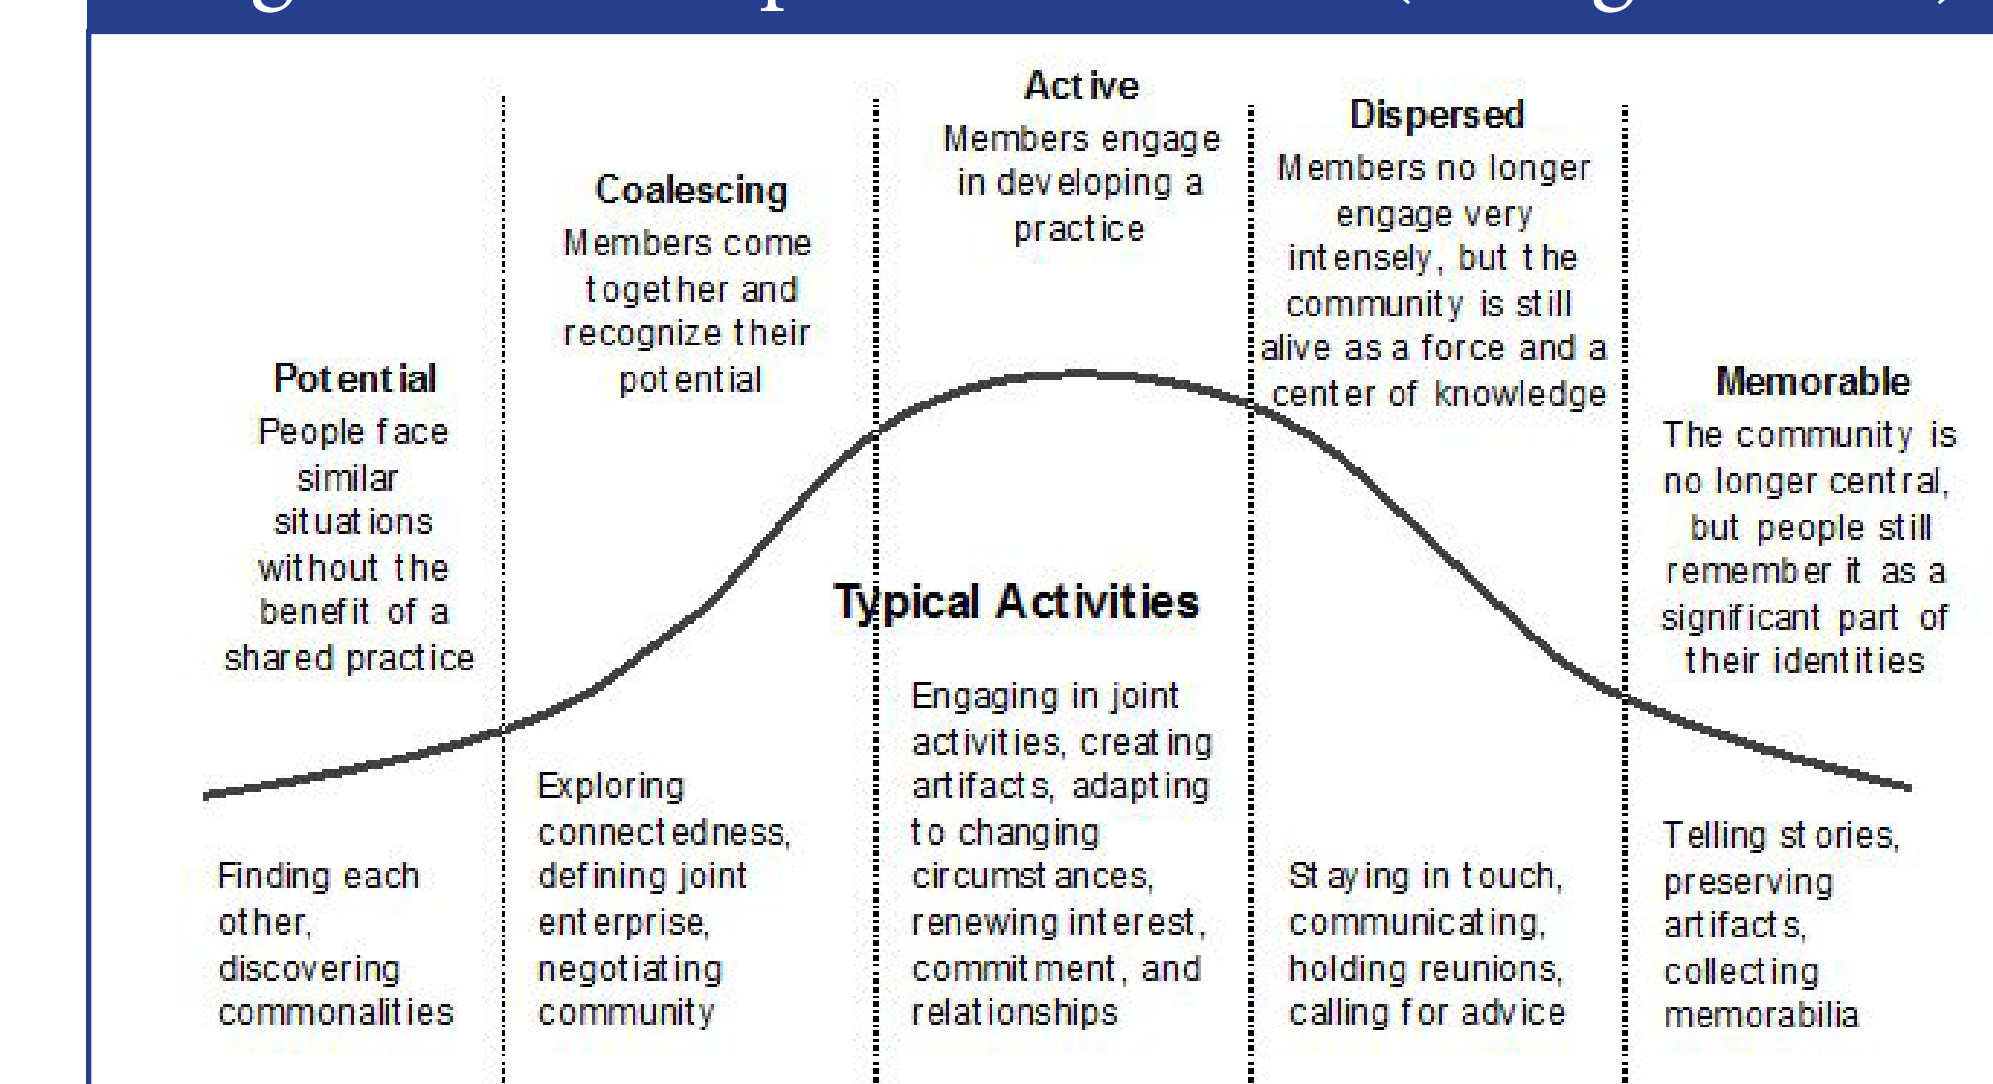 Active
Members engage
in developing a
practice
Dispersed
Members no longer
engage very
intensely, but the
community is still
alive as a force and a
center of knowledge
Coalescing
Members come
together and
recognize their
potential
Potential
People face
similar
situations
without the
benefit of a
shared practice
Memorable
The community is
no longer central,
but people still
remember it as a
significant part of
their identities
Typical Activities
Finding each
other,
discovering
commonalities
Exploring
connectedness,
defining joint
enterprise,
negotiating
community
Engaging in joint
activities, creating
artifacts, adapting
to changing
circumstances,
renewing interest,
commitment, and
relationships
Staying in touch,
communicating,
holding reunions,
calling for advice
Telling stories,
preserving
artifacts,
collecting
memorabilia